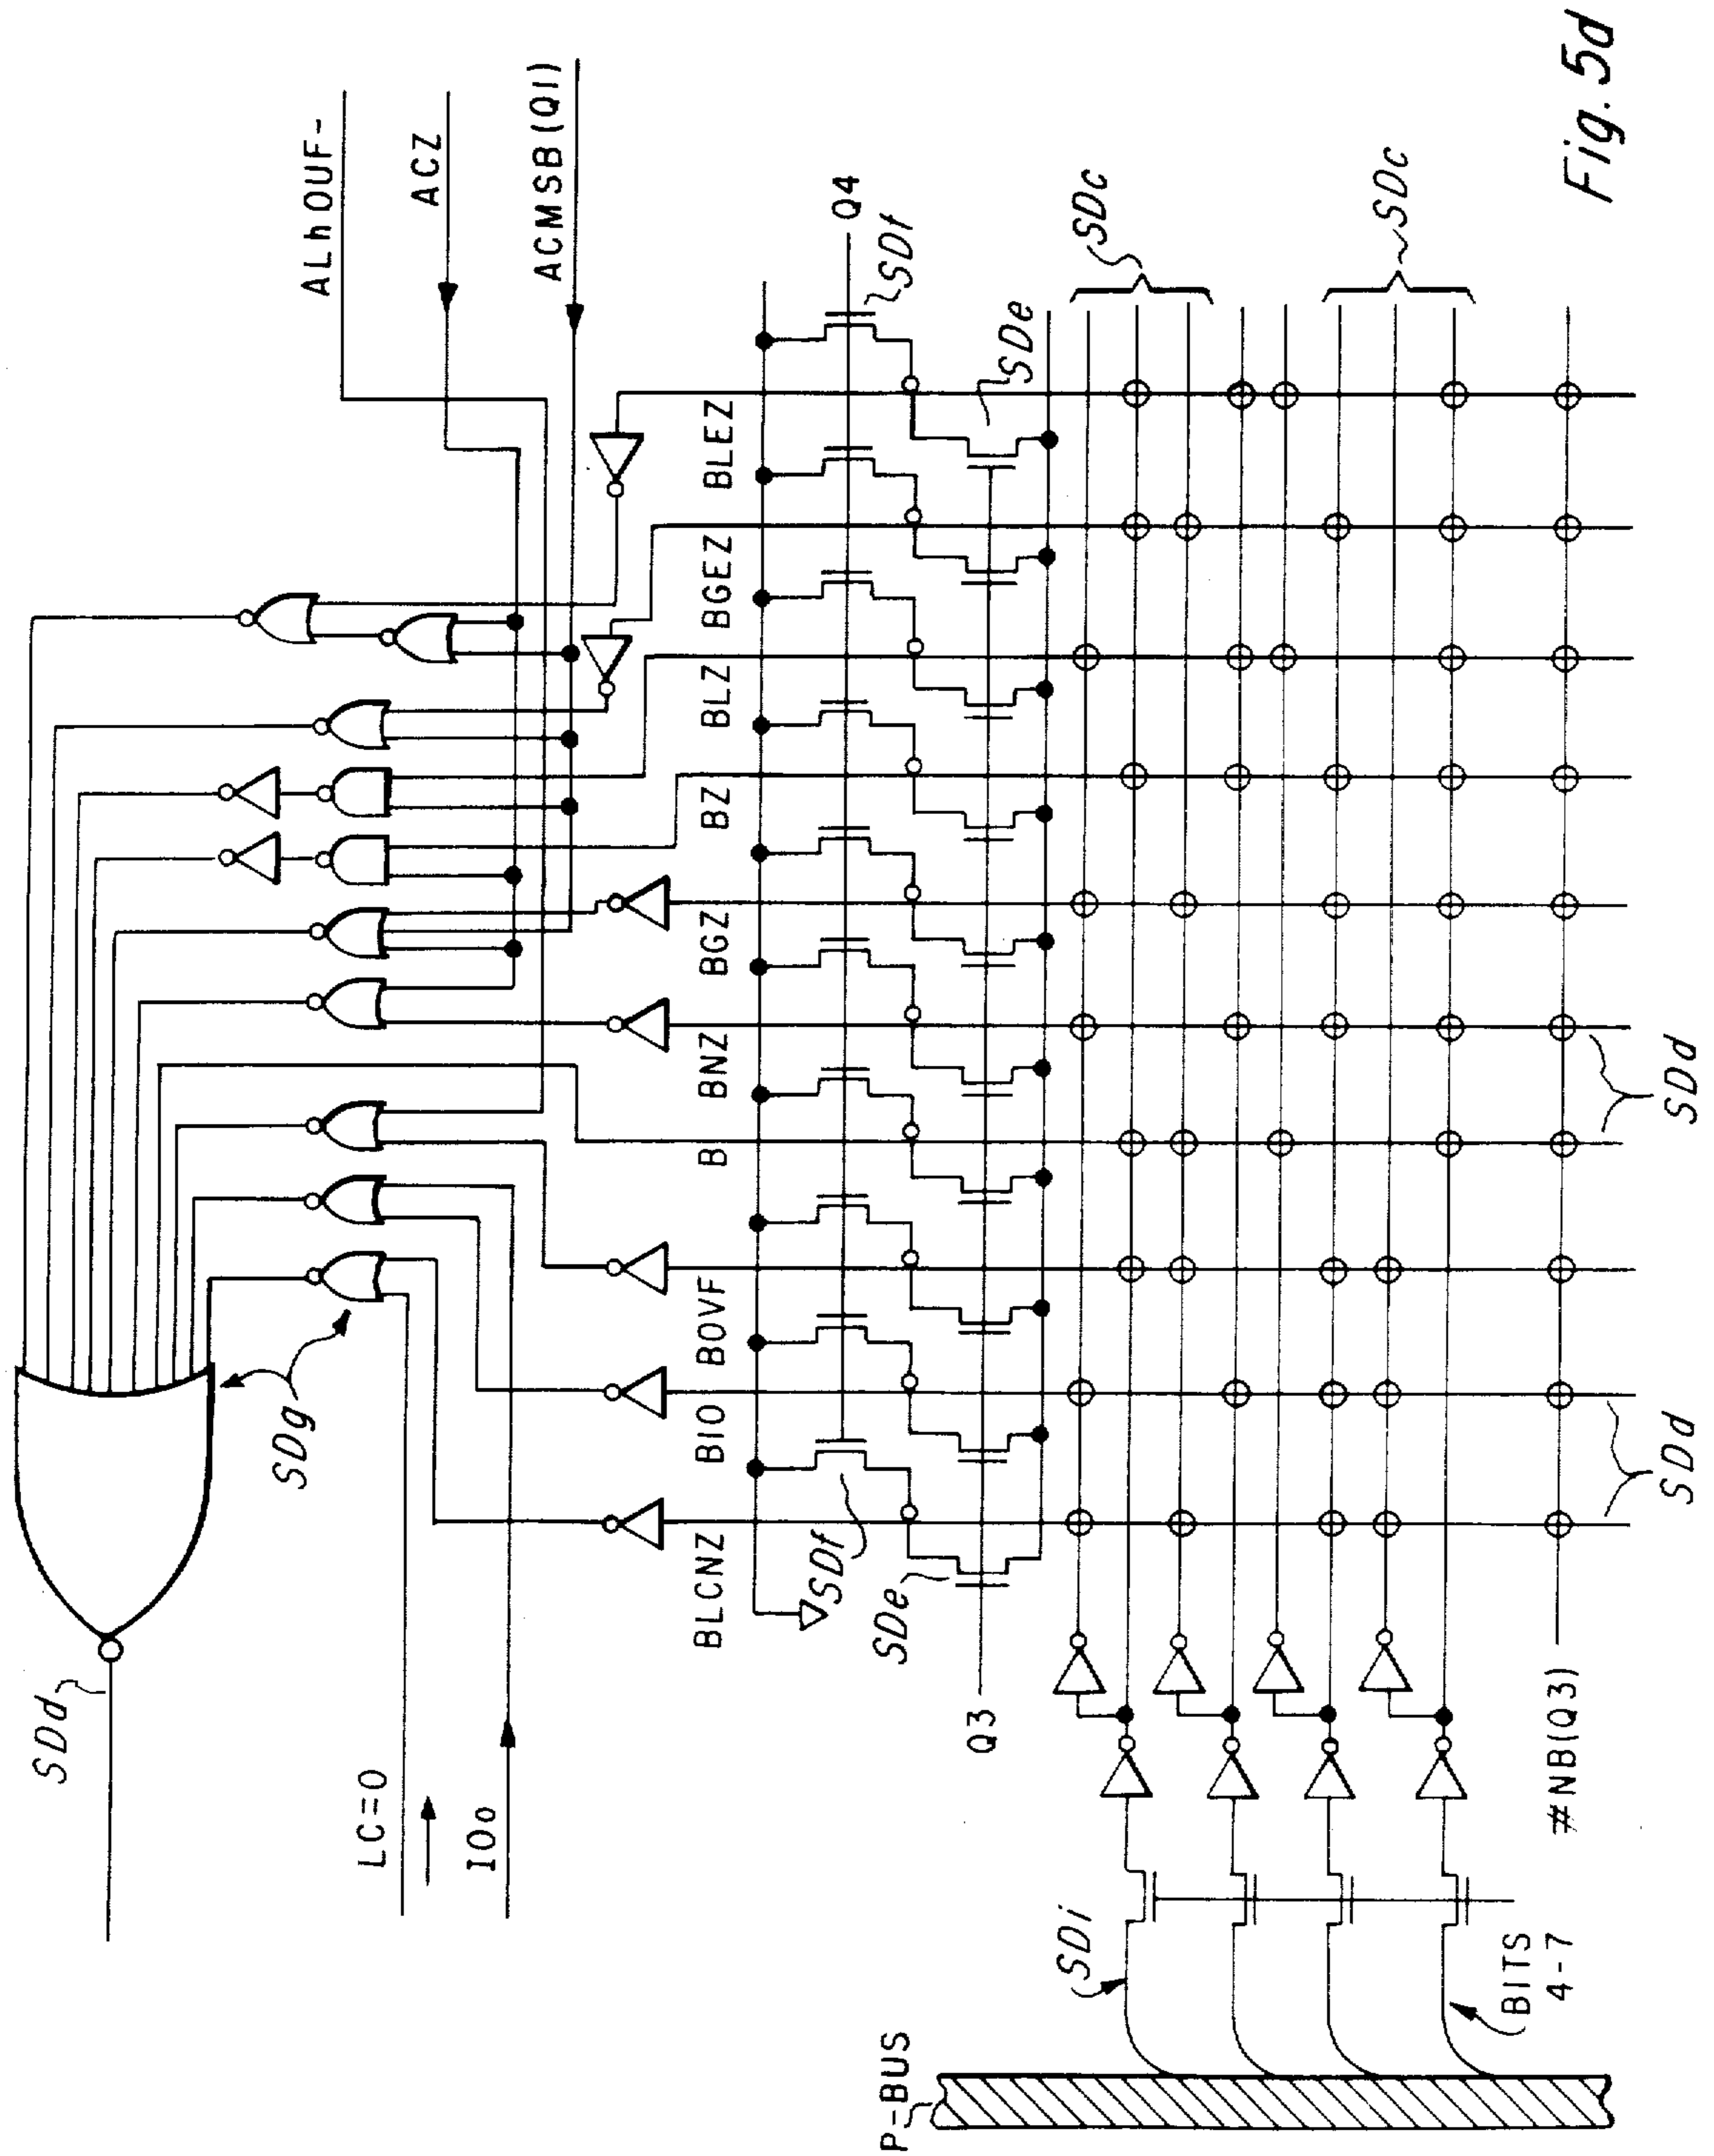 SDd
SDg
ALhOUF-
ACZ
ACMSB(Q1)
LC=0
IOo
BLCNZ
BIO
BOVF
B
BNZ
BGZ
BZ
BLZ
BGEZ
BLEZ
Q4
SDf
SDf
SDe
SDe
Q3
SDc
SDc
SDi
P=BUS
BITS
4-7
#NB(Q3)
SDd
SDd
Fig. 5d